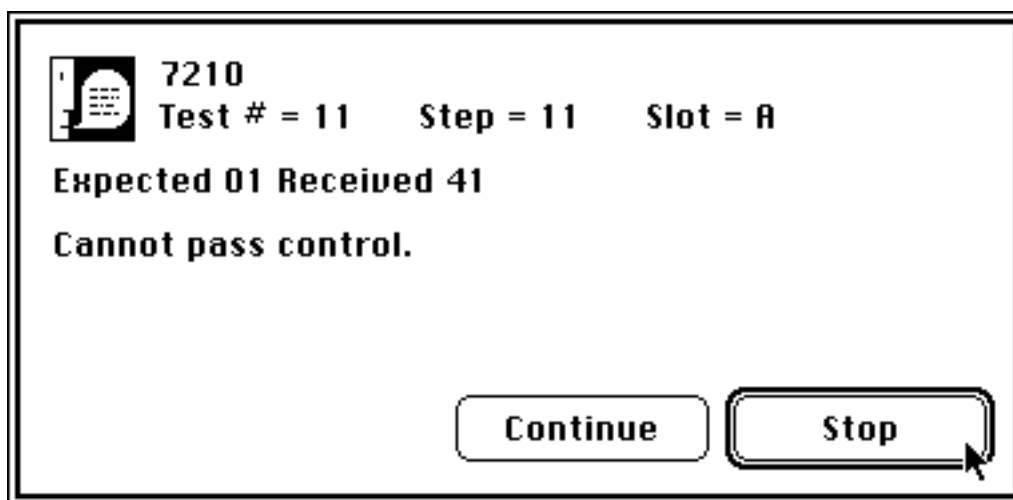 7210
Test # = 11 Step = 11 Slot = A
Expected 01 Received 41
Cannot pass control.
Continue Stop